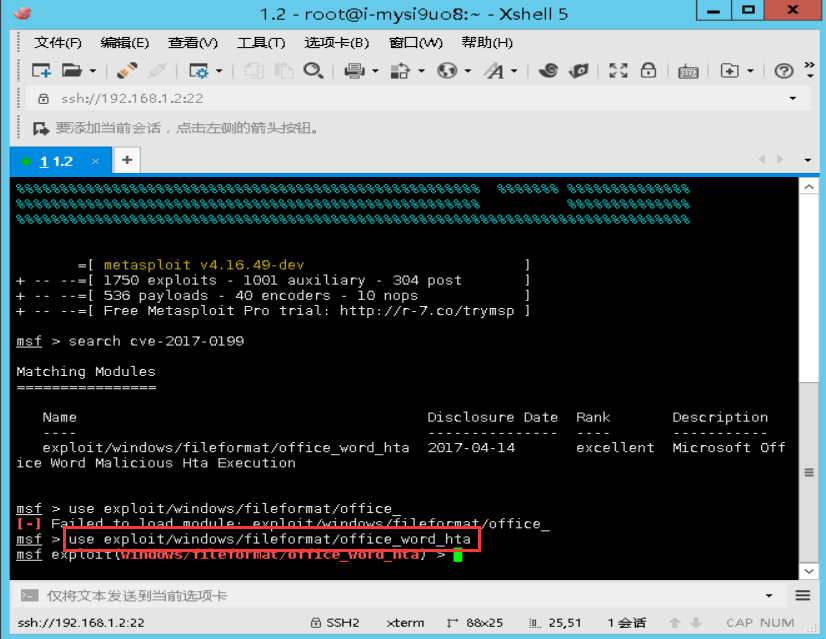 1.2 - root@i-mysi9uo8:~ - Xshell 5
文件(F) 编辑(E) 查看(V) 工具(T) 选项卡(B) 窗口(W) 帮助(H)
ssh://192.168.1.2:22
要添加当前会话，点击左侧的箭头按钮。
1 1.2 × +
%%%%%%%%%%%%%%%%%%%%%%%%%%%%%%%%%%%%%%%%%%%%%%%%%%%%%  %%%%%%% %%%%%%%%%%%%%%
%%%%%%%%%%%%%%%%%%%%%%%%%%%%%%%%%%%%%%%%%%%%%%%%%%%%%          %%%%%%%%%%%%%%
%%%%%%%%%%%%%%%%%%%%%%%%%%%%%%%%%%%%%%%%%%%%%%%%%%%%%%%%%%%%%%%%%%%%%%%%%%%%%%%
=[ metasploit v4.16.49-dev ]
+ -- --=[ 1750 exploits - 1001 auxiliary - 304 post ]
+ -- --=[ 536 payloads - 40 encoders - 10 nops ]
+ -- --=[ Free Metasploit Pro trial: http://r-7.co/trymsp ]
msf > search cve-2017-0199
Matching Modules
================
Name Disclosure Date Rank Description
---- --------------- ---- -----------
exploit/windows/fileformat/office_word_hta 2017-04-14 excellent Microsoft Off
ice Word Malicious Hta Execution
msf > use exploit/windows/fileformat/office_
[-] Failed to load module: exploit/windows/fileformat/office_
msf > use exploit/windows/fileformat/office_word_hta
msf exploit(windows/fileformat/office_word_hta) >
仅将文本发送到当前选项卡
ssh://192.168.1.2:22 SSH2 xterm 88x25 25,51 1 会话 CAP NUM